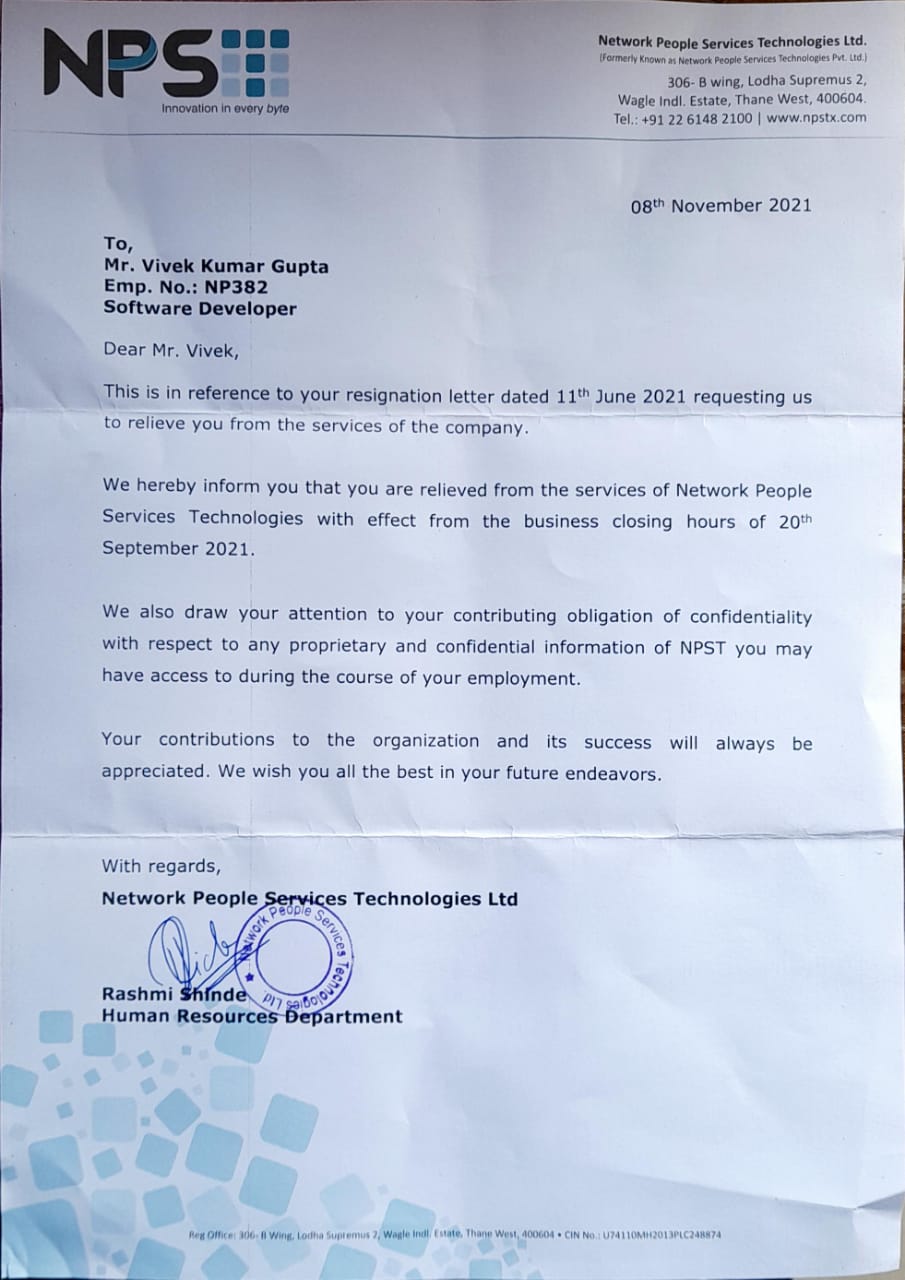 NPST
Innovation in every byte
Network People Services Technologies Ltd.
(Formerly Known as Network People Services Technologies Pvt. Ltd.)
306- B wing, Lodha Supremus 2,
Wagle Indl. Estate, Thane West, 400604.
Tel.: +91 22 6148 2100 | www.npstx.com
08th November 2021
To,
Mr. Vivek Kumar Gupta
Emp. No.: NP382
Software Developer
Dear Mr. Vivek,
This is in reference to your resignation letter dated 11th June 2021 requesting us
to relieve you from the services of the company.
We hereby inform you that you are relieved from the services of Network People
Services Technologies with effect from the business closing hours of 20th
September 2021.
We also draw your attention to your contributing obligation of confidentiality
with respect to any proprietary and confidential information of NPST you may
have access to during the course of your employment.
Your contributions to the organization and its success will always be
appreciated. We wish you all the best in your future endeavors.
With regards,
Network People Services Technologies Ltd
Network People Services Technologies Ltd.
Rashmi Shinde
Human Resources Department
Reg Office: 306- B Wing, Lodha Supremus 2, Wagle Indl. Estate, Thane West, 400604 • CIN No.: U74110MH2013PLC248874